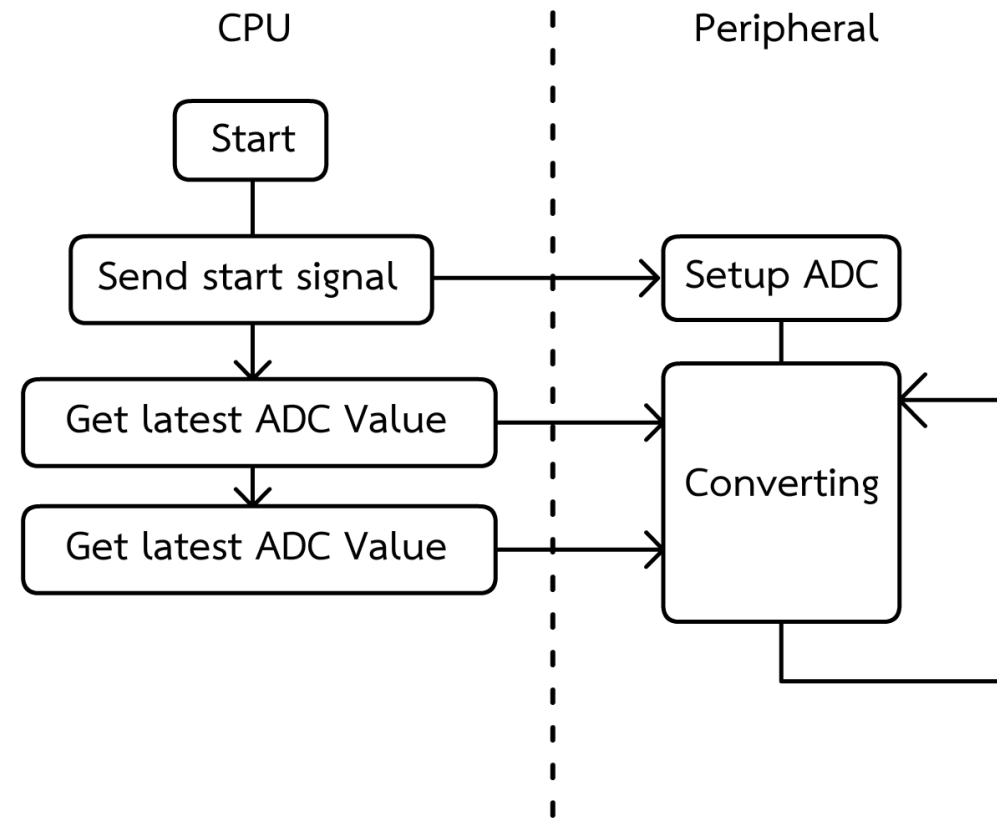 CPU
Peripheral
Start
Send start signal
Setup ADC
Get latest ADC Value
Converting
Get latest ADC Value